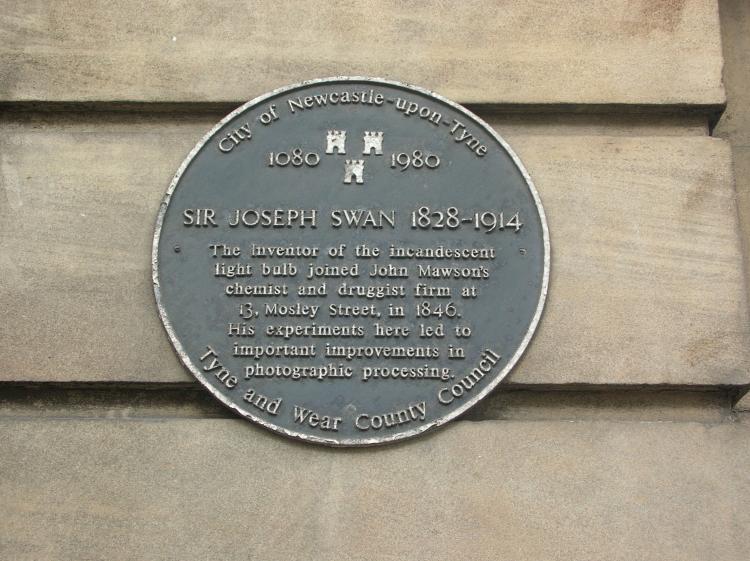 City of Newcastle-upon-Tyne
1080 1980
SIR JOSEPH SWAN 1828-1914
The Inventor of the incandescent
light bulb joined John Mawson's
chemist and druggist firm at
13, Mosley Street, in 1846.
His experiments here led to
important improvements in
photographic processing.
Tyne and Wear County Council